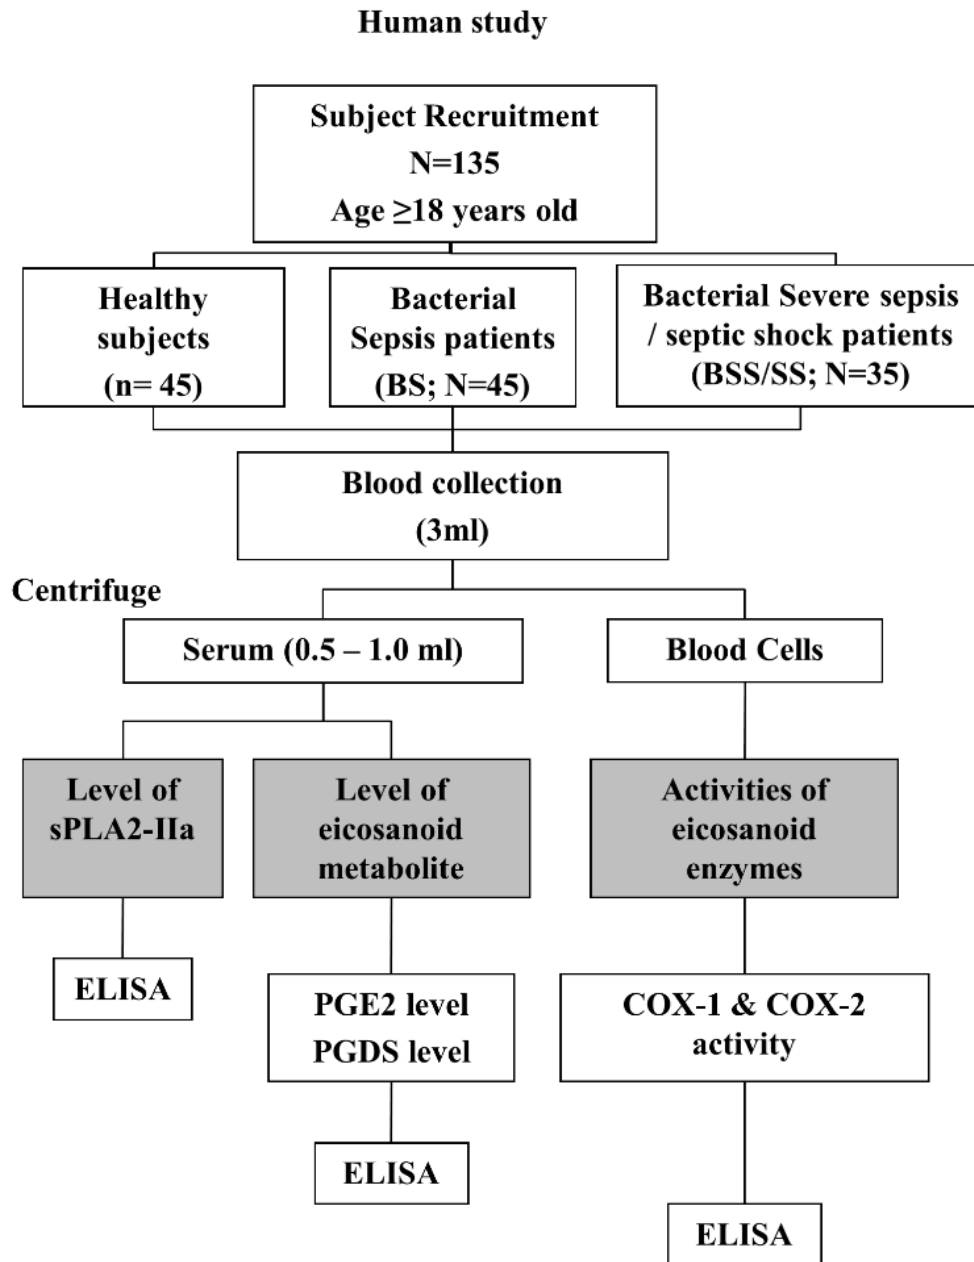 Human study
Subject Recruitment
N=135
Age ≥18 years old
Healthy
subjects
(n= 45)
Bacterial
Sepsis patients
(BS; N=45)
Bacterial Severe sepsis
/ septic shock patients
(BSS/SS; N=35)
Blood collection
(3ml)
Centrifuge
Serum (0.5 – 1.0 ml)
Blood Cells
Level of
sPLA2-IIa
Level of
eicosanoid
metabolite
Activities of
eicosanoid
enzymes
ELISA
PGE2 level
PGDS level
COX-1 & COX-2
activity
ELISA
ELISA